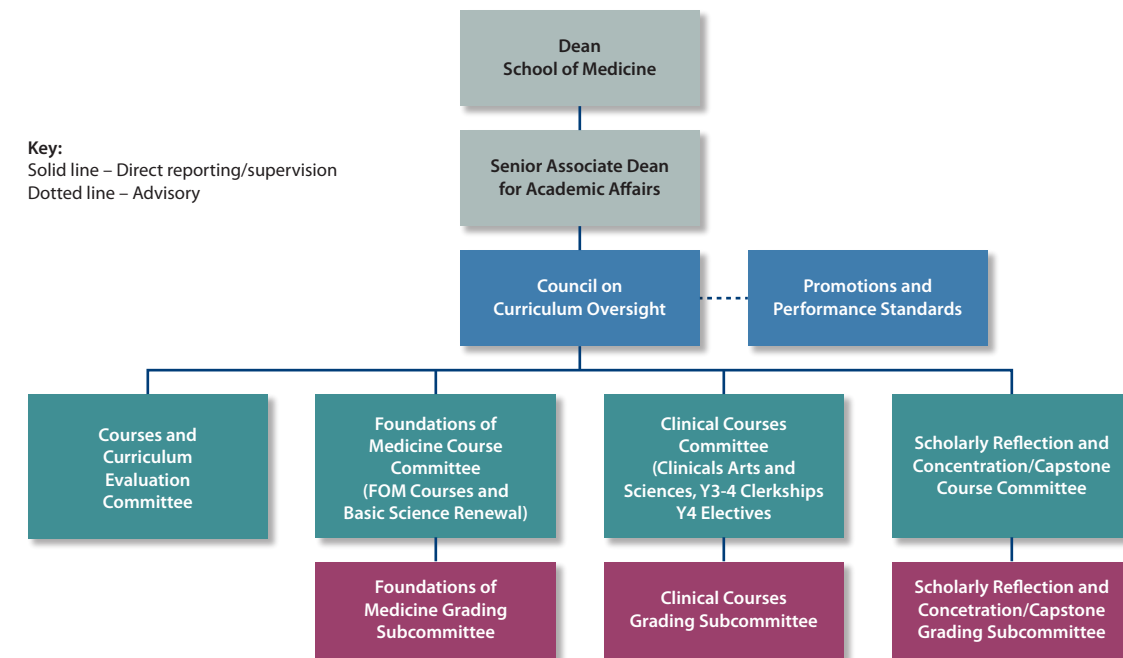 Dean
School of Medicine
Key:
Solid line – Direct reporting/supervision
Dotted line – Advisory
Senior Associate Dean
for Academic Affairs
Council on
Curriculum Oversight
Promotions and
Performance Standards
Courses and
Curriculum
Evaluation
Committee
Foundations of
Medicine Course
Committee
(FOM Courses and
Basic Science Renewal)
Clinical Courses
Committee
(Clinicals Arts and
Sciences, Y3-4 Clerkships
Y4 Electives
Scholarly Reflection and
Concentration/Capstone
Course Committee
Foundations of
Medicine Grading
Subcommittee
Clinical Courses
Grading Subcommittee
Scholarly Reflection and
Concetration/Capstone
Grading Subcommittee